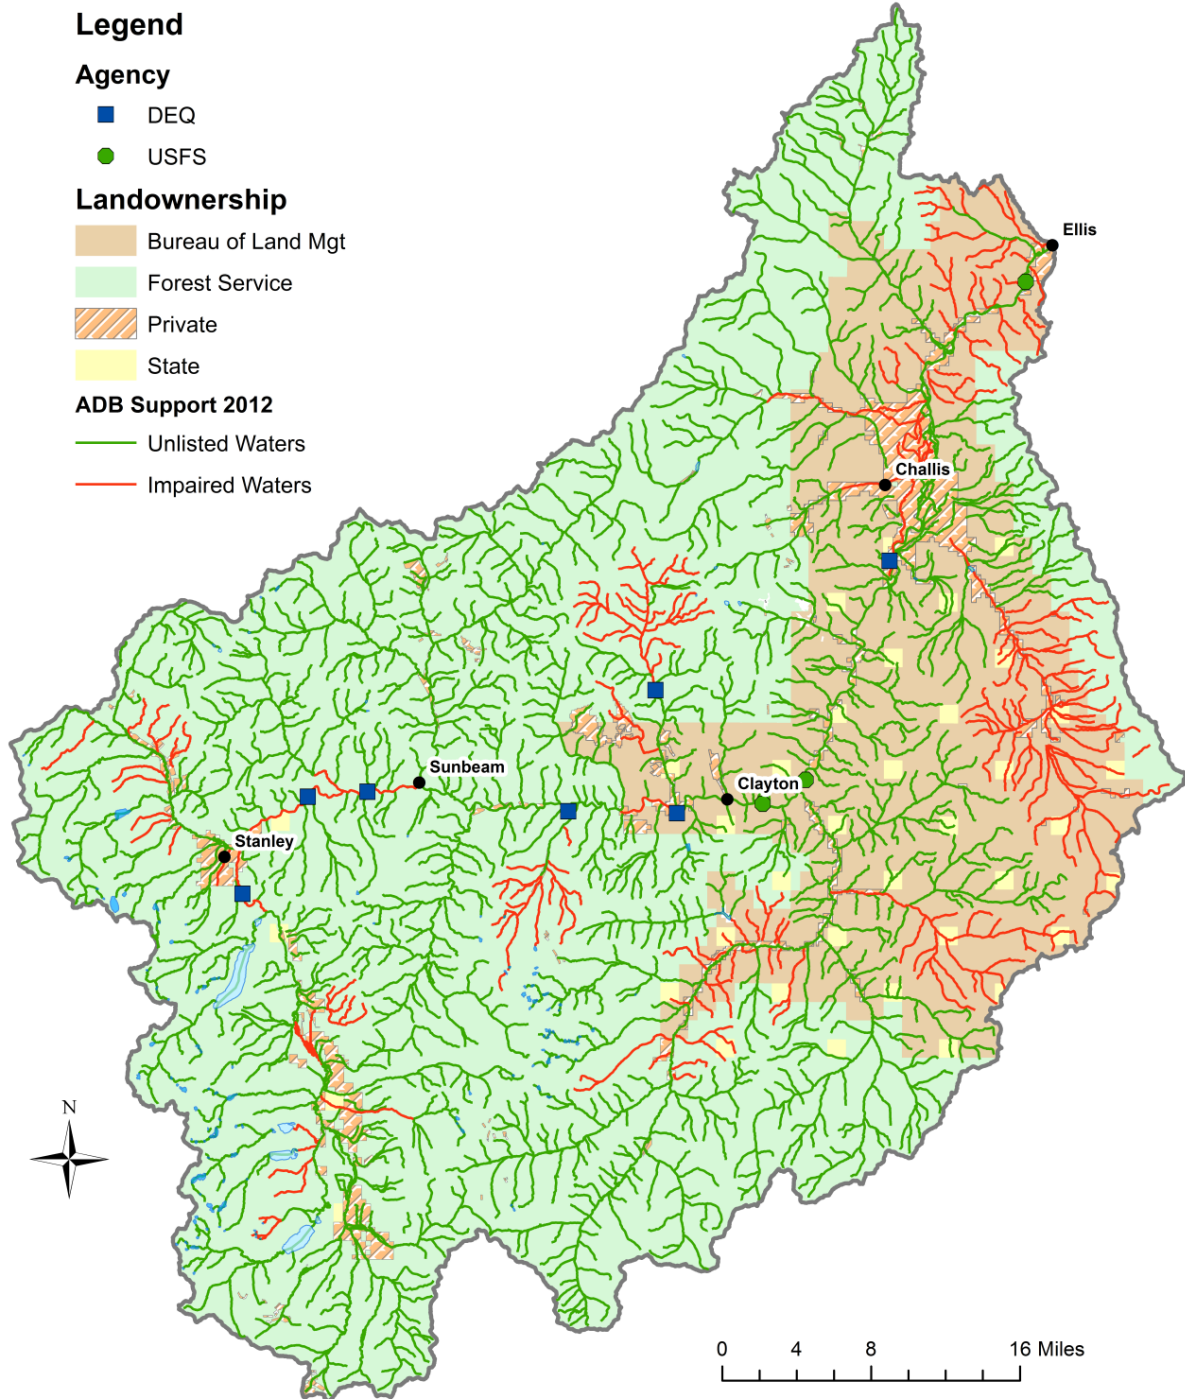 Legend
Agency
DEQ
USFS
Landownership
Bureau of Land Mgt
Forest Service
Private
State
ADB Support 2012
Unlisted Waters
Impaired Waters
Ellis
Challis
Sunbeam
Clayton
Stanley
N
0 4 8 16 Miles